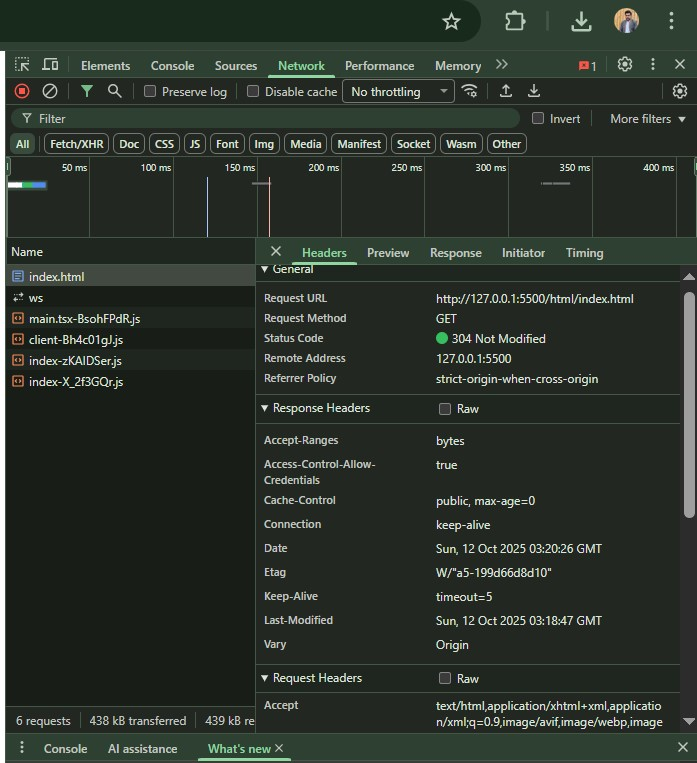 Elements Console Sources Network Performance Memory 1
Preserve log Disable cache No throttling
Filter Invert More filters
All Fetch/XHR Doc CSS JS Font Img Media Manifest Socket Wasm Other
50 ms 100 ms 150 ms 200 ms 250 ms 300 ms 350 ms 400 ms
Name
index.html
ws
main.tsx-BsohFPdR.js
client-Bh4c01gJ.js
index-zKAIDSer.js
index-X_2f3GQr.js
Headers Preview Response Initiator Timing
General
Request URL http://127.0.0.1:5500/html/index.html
Request Method GET
Status Code 304 Not Modified
Remote Address 127.0.0.1:5500
Referrer Policy strict-origin-when-cross-origin
Response Headers Raw
Accept-Ranges bytes
Access-Control-Allow- true
Credentials
Cache-Control public, max-age=0
Connection keep-alive
Date Sun, 12 Oct 2025 03:20:26 GMT
Etag W/"a5-199d66d8d10"
Keep-Alive timeout=5
Last-Modified Sun, 12 Oct 2025 03:18:47 GMT
Vary Origin
Request Headers Raw
Accept text/html,application/xhtml+xml,applicatio
n/xml;q=0.9,image/avif,image/webp,image
6 requests 438 kB transferred 439 kB re
Console AI assistance What's new